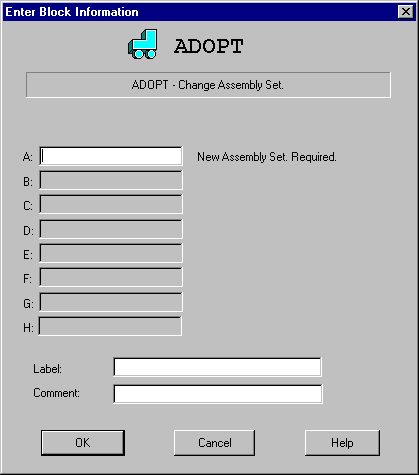 Enter Block Information
ADOPT
ADOPT - Change Assembly Set.
A: New Assembly Set. Required.
B:
C:
D:
E:
F:
G:
H:
Label:
Comment:
OK Cancel Help